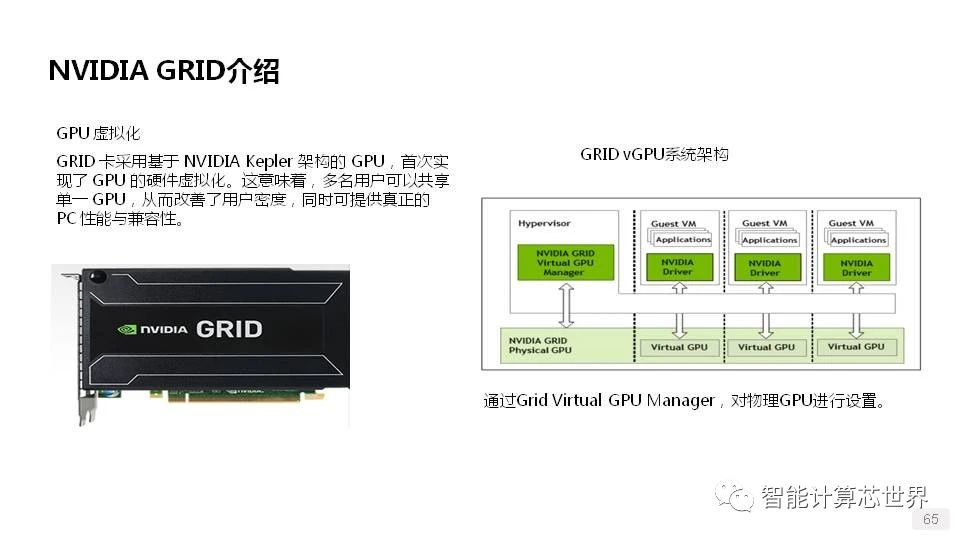 NVIDIA GRID介绍
GPU 虚拟化
GRID 卡采用基于 NVIDIA Kepler 架构的 GPU，首次实
现了 GPU 的硬件虚拟化。这意味着，多名用户可以共享
单一 GPU，从而改善了用户密度，同时可提供真正的
PC 性能与兼容性。
NVIDIA GRID
NVIDIA
GRID vGPU系统架构
Hypervisor
NVIDIA GRID
Virtual GPU
Manager
Guest VM
Applications
NVIDIA
Driver
Guest VM
Applications
NVIDIA
Driver
Guest VM
Applications
NVIDIA
Driver
NVIDIA GRID
Physical GPU
Virtual GPU
Virtual GPU
Virtual GPU
通过Grid Virtual GPU Manager，对物理GPU进行设置。
智能计算芯世界
65